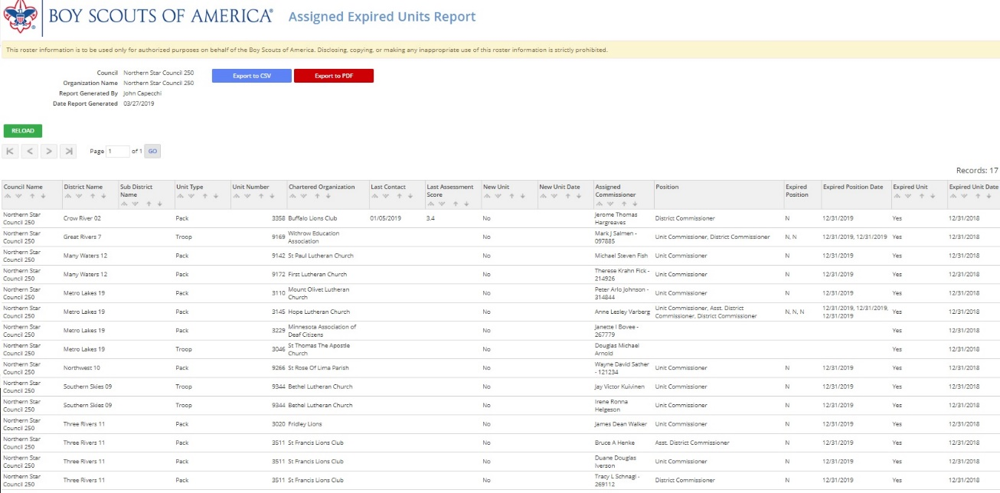 BOY SCOUTS OF AMERICA® Assigned Expired Units Report
This roster information is to be used only for authorized purposes on behalf of the Boy Scouts of America. Disclosing, copying, or making any inappropriate use of this roster information is strictly prohibited.
Council Northern Star Council 250 Export to CSV Export to PDF
Organization Name Northern Star Council 250
Report Generated By John Capecchi
Date Report Generated 03/27/2019
RELOAD
Page 1 of 1 GO
Records: 17
Council Name District Name Sub District Name Unit Type Unit Number Chartered Organization Last Contact Last Assessment Score New Unit New Unit Date Assigned Commissioner Position Expired Position Expired Position Date Expired Unit Expired Unit Date
Northern Star Council 250 Crow River 02 Pack 3358 Buffalo Lions Club 01/05/2019 3.4 No Jerome Thomas Hargreaves District Commissioner N 12/31/2019 Yes 12/31/2018
Northern Star Council 250 Great Rivers 7 Troop 9169 Withrow Education Association No Mark J Salmen - 097885 Unit Commissioner, District Commissioner N, N 12/31/2019, 12/31/2019 Yes 12/31/2018
Northern Star Council 250 Many Waters 12 Pack 9142 St Paul Lutheran Church No Michael Steven Fish Unit Commissioner N 12/31/2019 Yes 12/31/2018
Northern Star Council 250 Many Waters 12 Pack 9172 First Lutheran Church No Therese Krahn Fick - 214926 Unit Commissioner N 12/31/2019 Yes 12/31/2018
Northern Star Council 250 Metro Lakes 19 Pack 3110 Mount Olivet Lutheran Church No Peter Arlo Johnson - 314844 Unit Commissioner N 12/31/2019 Yes 12/31/2018
Northern Star Council 250 Metro Lakes 19 Pack 3145 Hope Lutheran Church No Anne Lesley Varberg Unit Commissioner, Asst. District Commissioner, District Commissioner N, N, N 12/31/2019, 12/31/2019, 12/31/2019 Yes 12/31/2018
Northern Star Council 250 Metro Lakes 19 Pack 3229 Minnesota Association of Deaf Citizens No Janette I Bovee - 267779 Yes 12/31/2018
Northern Star Council 250 Metro Lakes 19 Troop 3046 St Thomas The Apostle Church No Douglas Michael Arnold Yes 12/31/2018
Northern Star Council 250 Northwest 10 Pack 9266 St Rose Of Lima Parish No Wayne David Sather - 121234 Unit Commissioner N 12/31/2019 Yes 12/31/2018
Northern Star Council 250 Southern Skies 09 Troop 9344 Bethel Lutheran Church No Jay Victor Kuivinen Unit Commissioner N 12/31/2019 Yes 12/31/2018
Northern Star Council 250 Southern Skies 09 Troop 9344 Bethel Lutheran Church No Irene Ronna Helgeson Unit Commissioner N 12/31/2019 Yes 12/31/2018
Northern Star Council 250 Three Rivers 11 Pack 3020 Fridley Lions No James Dean Walker Unit Commissioner N 12/31/2019 Yes 12/31/2018
Northern Star Council 250 Three Rivers 11 Pack 3511 St Francis Lions Club No Bruce A Henke Asst. District Commissioner N 12/31/2019 Yes 12/31/2018
Northern Star Council 250 Three Rivers 11 Pack 3511 St Francis Lions Club No Duane Douglas Iverson Unit Commissioner N 12/31/2019 Yes 12/31/2018
Northern Star Council 250 Three Rivers 11 Pack 3511 St Francis Lions Club No Tracy L Schnagl - 269112 District Commissioner N 12/31/2019 Yes 12/31/2018